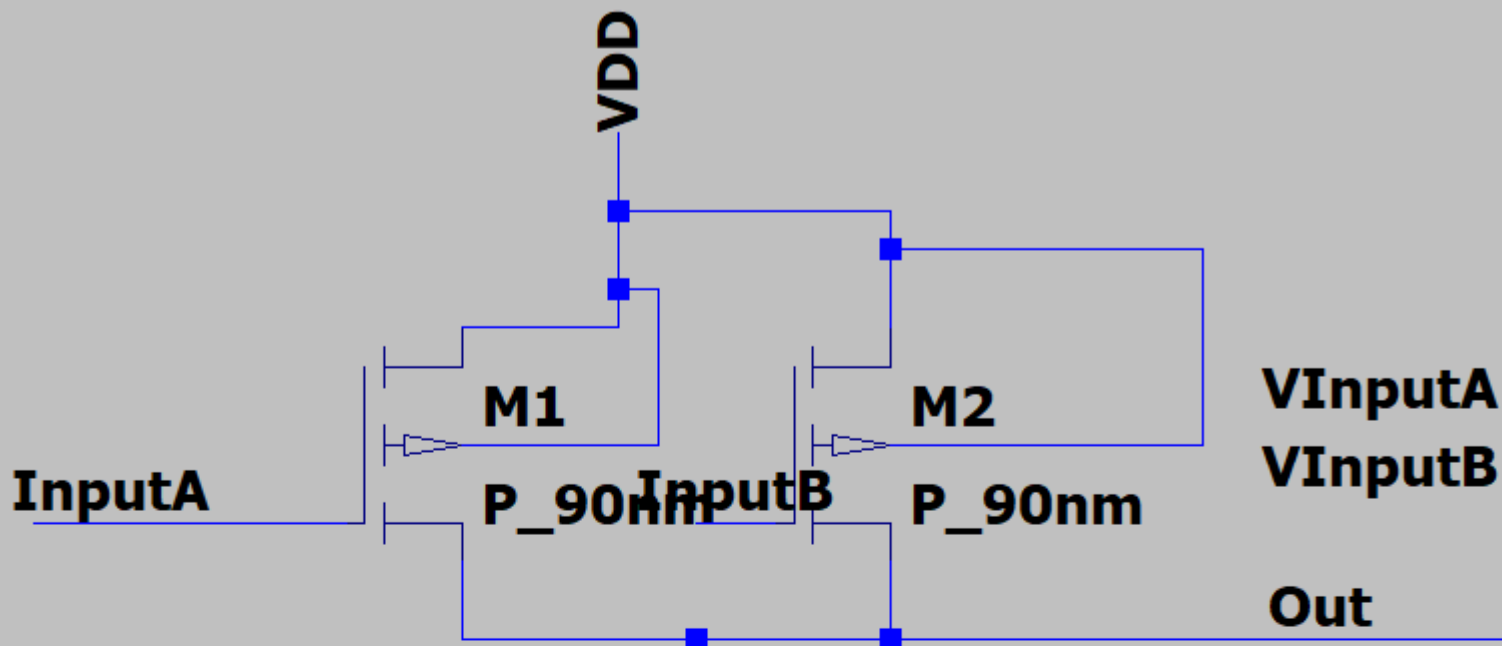 VDD
M1
M2
VInputA
VInputB
InputA
P_90nm
InputB
P_90nm
Out